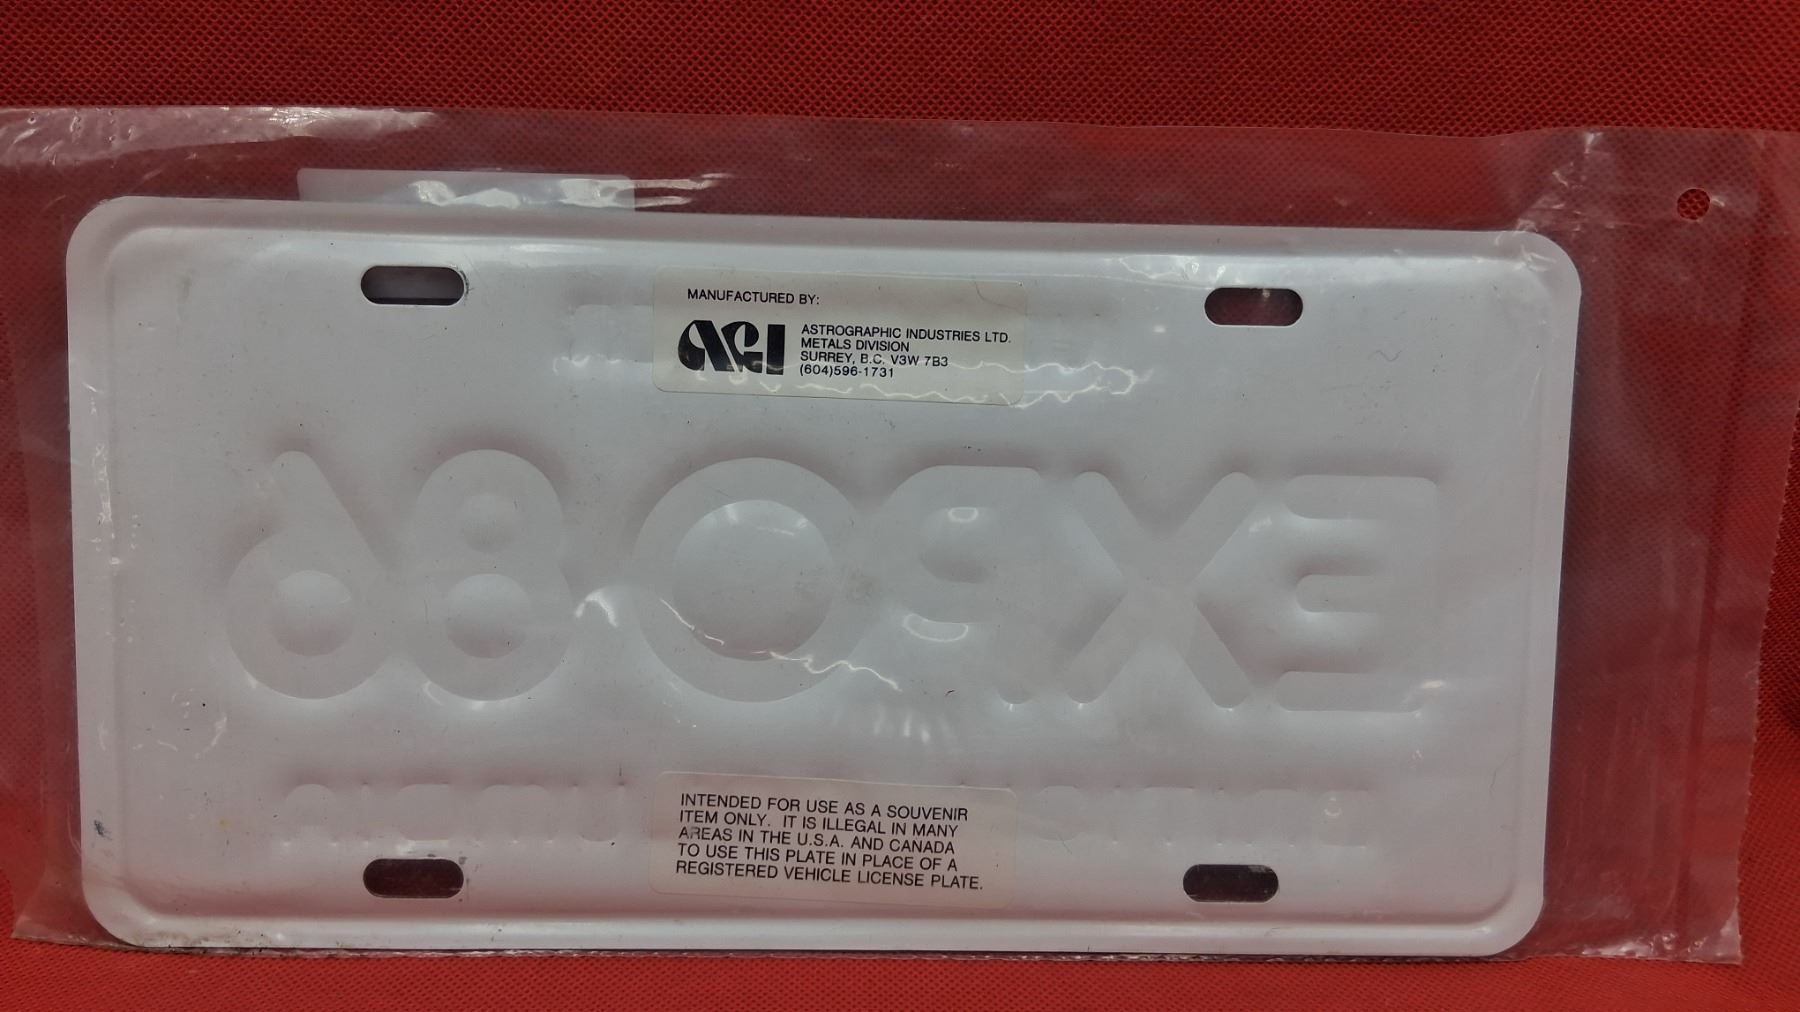 MANUFACTURED BY:
AGI
ASTROGRAPHIC INDUSTRIES LTD.
METALS DIVISION
SURREY, B.C. V3W 7B3
(604)596-1731
EXPO 86
INTENDED FOR USE AS A SOUVENIR
ITEM ONLY. IT IS ILLEGAL IN MANY
AREAS IN THE U.S.A. AND CANADA
TO USE THIS PLATE IN PLACE OF A
REGISTERED VEHICLE LICENSE PLATE.